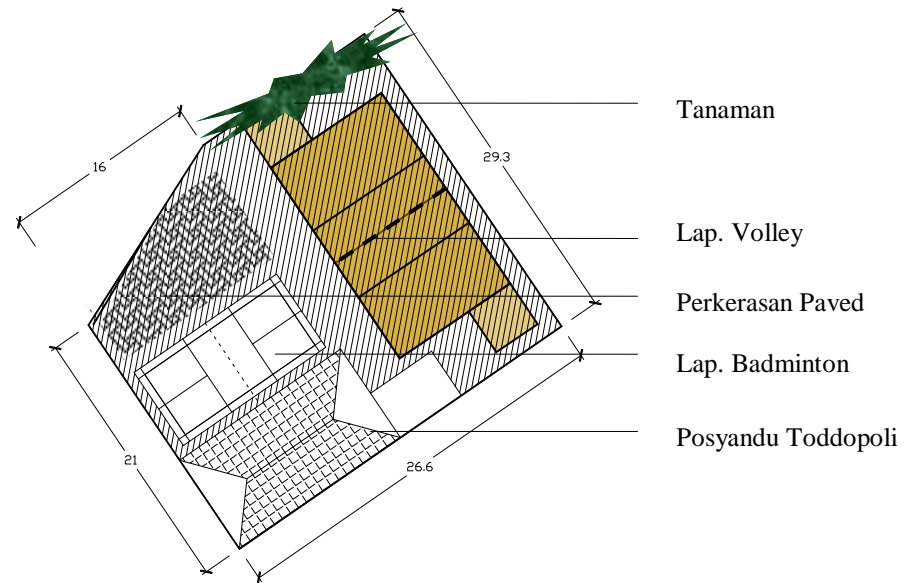 Tanaman
16
29.3
Lap. Volley
Perkerasan Paved
Lap. Badminton
Posyandu Toddopoli
21
26.6